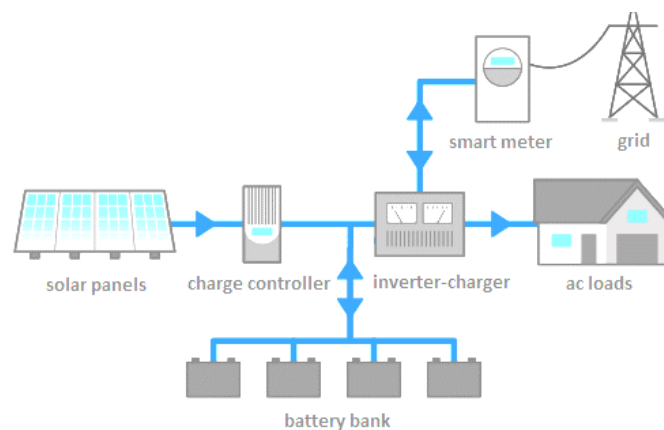 smart meter
grid
solar panels
charge controller
inverter-charger
ac loads
battery bank